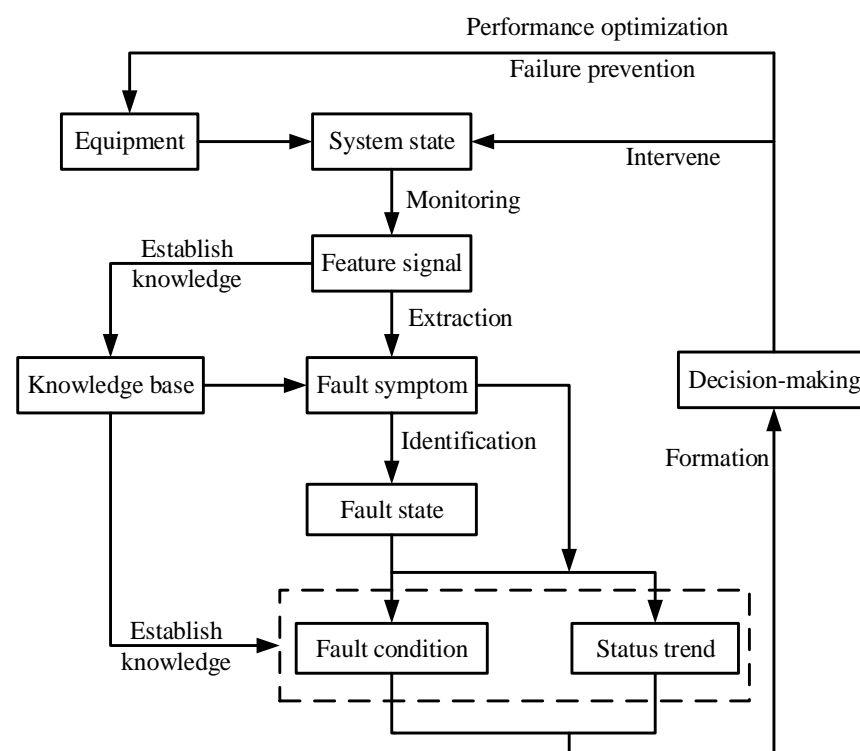 Performance optimization
Failure prevention
Equipment
System state
Intervene
Monitoring
Establish
knowledge
Feature signal
Extraction
Knowledge base
Fault symptom
Decision-making
Identification
Formation
Fault state
Establish
knowledge
Fault condition
Status trend